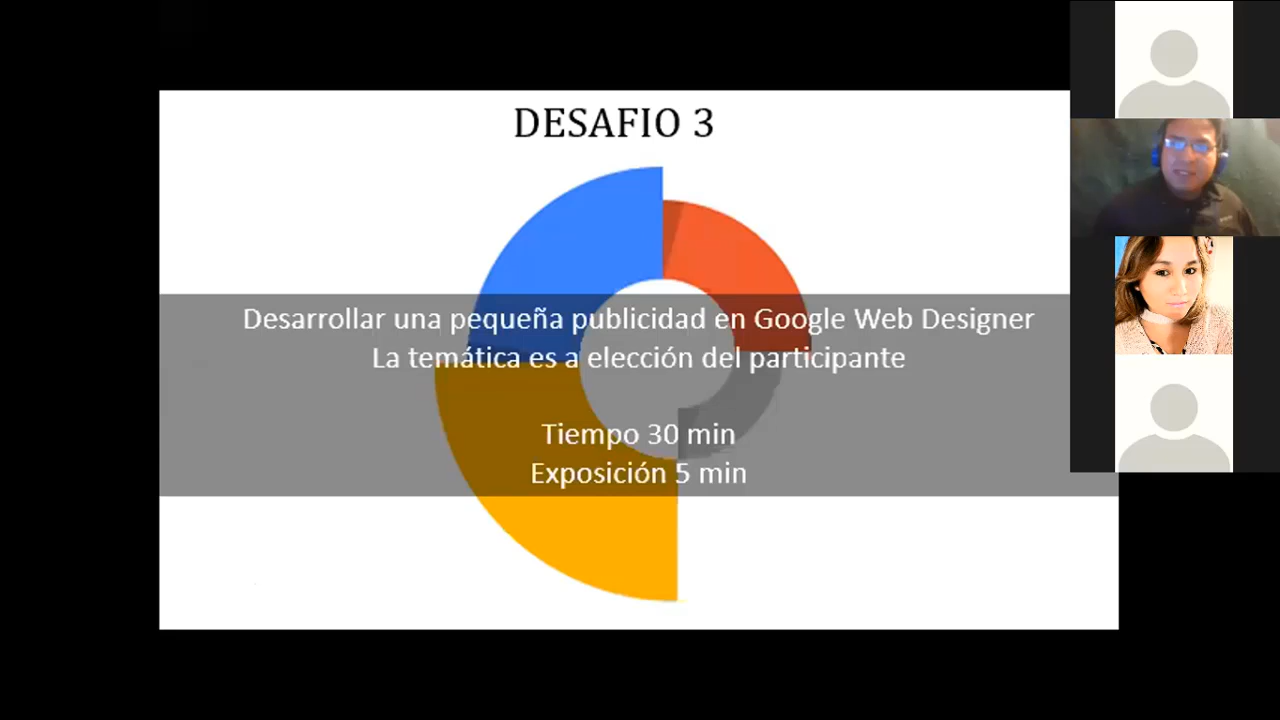 DESAFIO 3
Desarrollar una pequeña publicidad en Google Web Designer
La temática es a elección del participante
Tiempo 30 min
Exposición 5 min